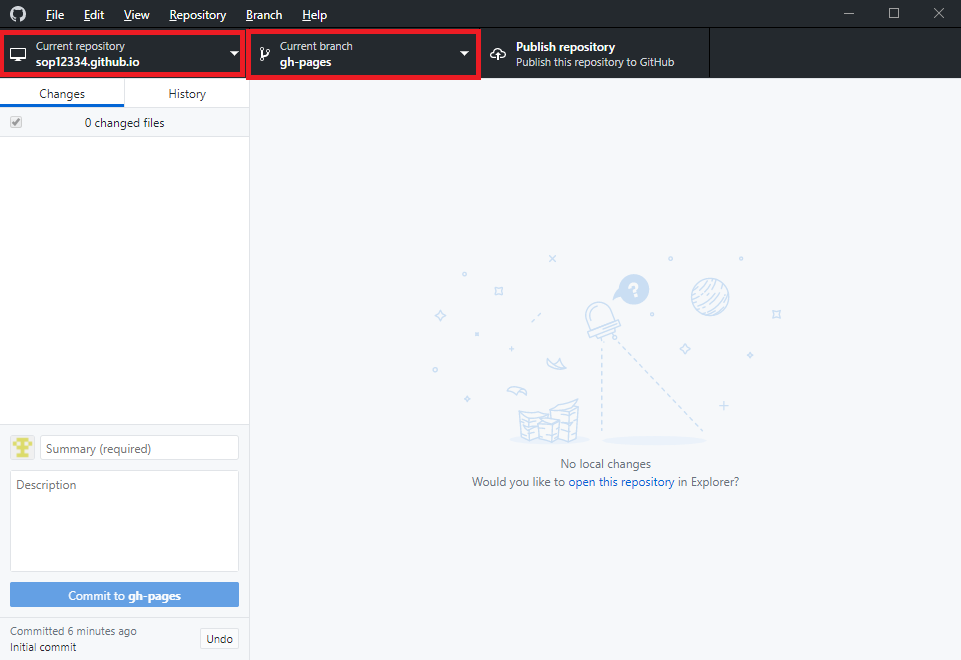 File Edit View Repository Branch Help
Current repository
sop12334.github.io
Current branch
gh-pages
Publish repository
Publish this repository to GitHub
Changes
History
0 changed files
?
No local changes
Would you like to open this repository in Explorer?
Summary (required)
Description
Commit to gh-pages
Committed 6 minutes ago
Initial commit
Undo